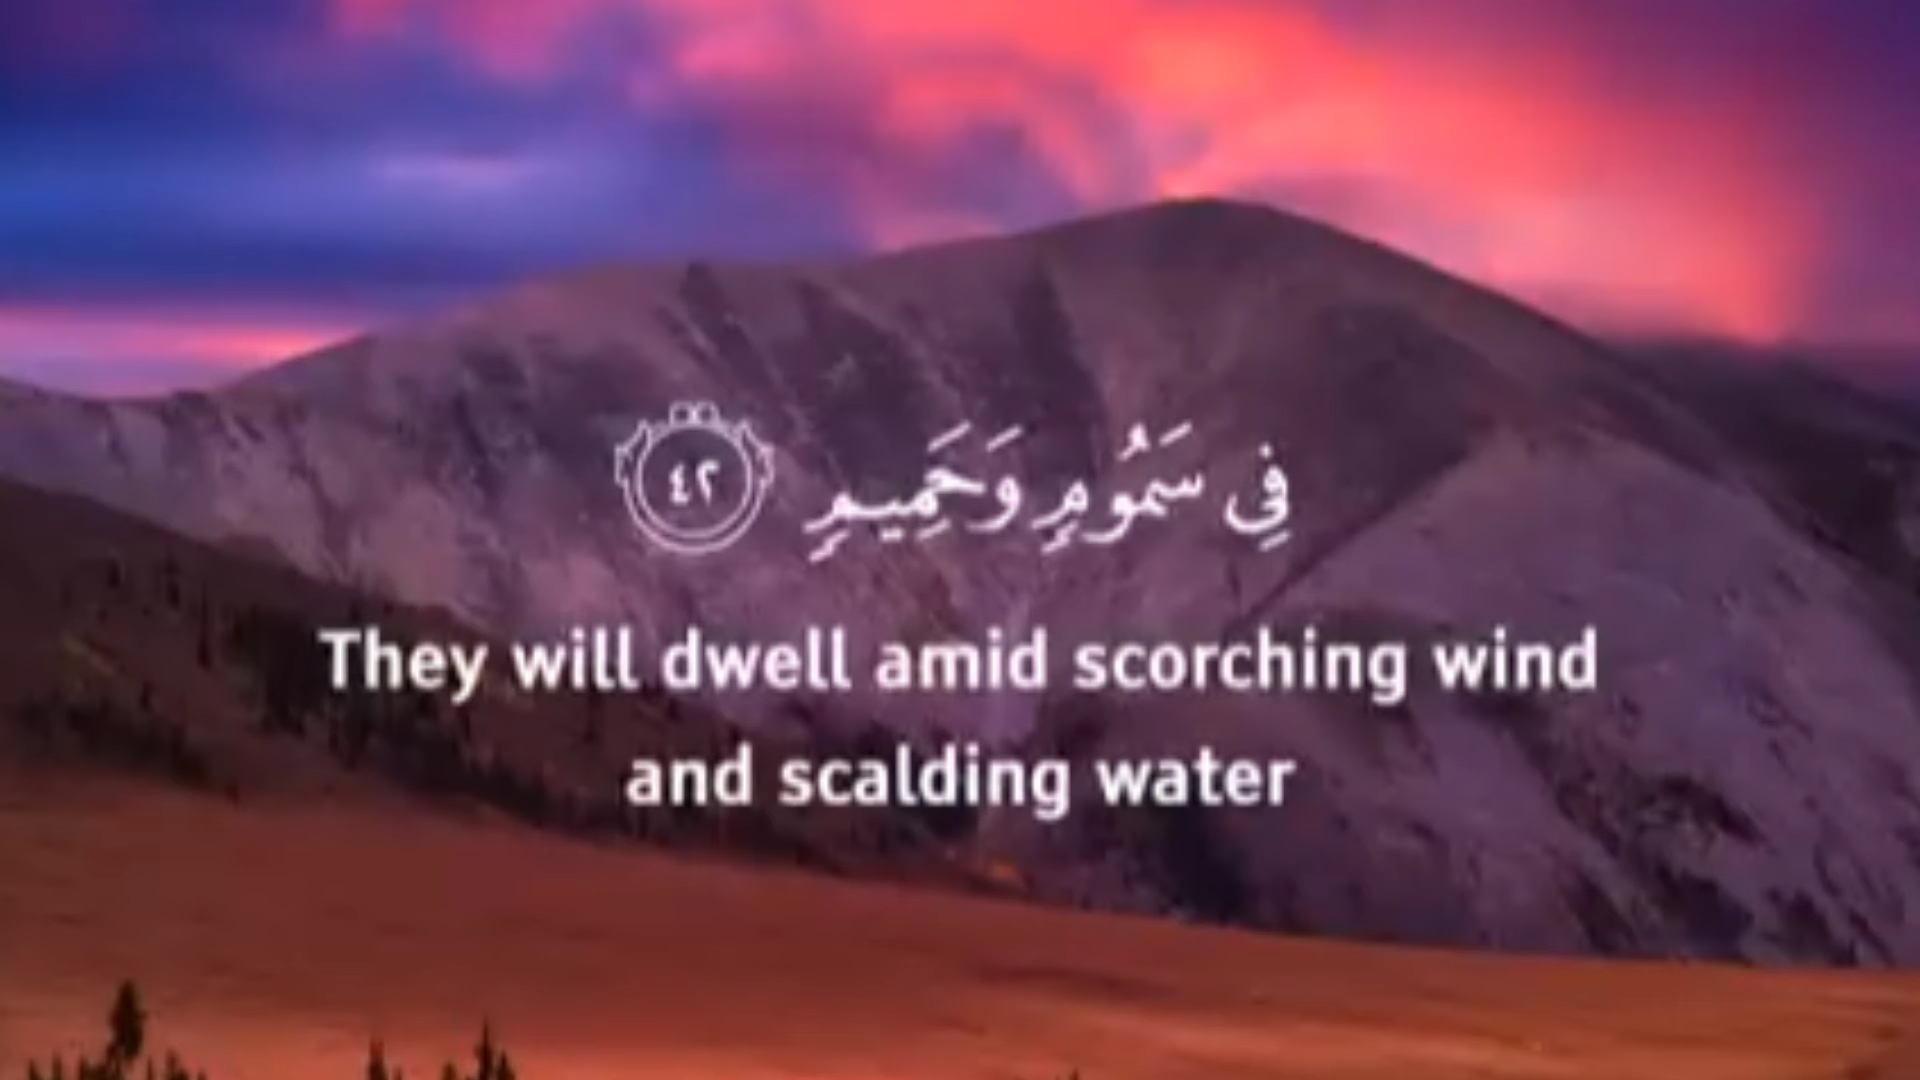 فِى سَمُومٍ وَحَمِيمٍ ٤٢
They will dwell amid scorching wind
and scalding water